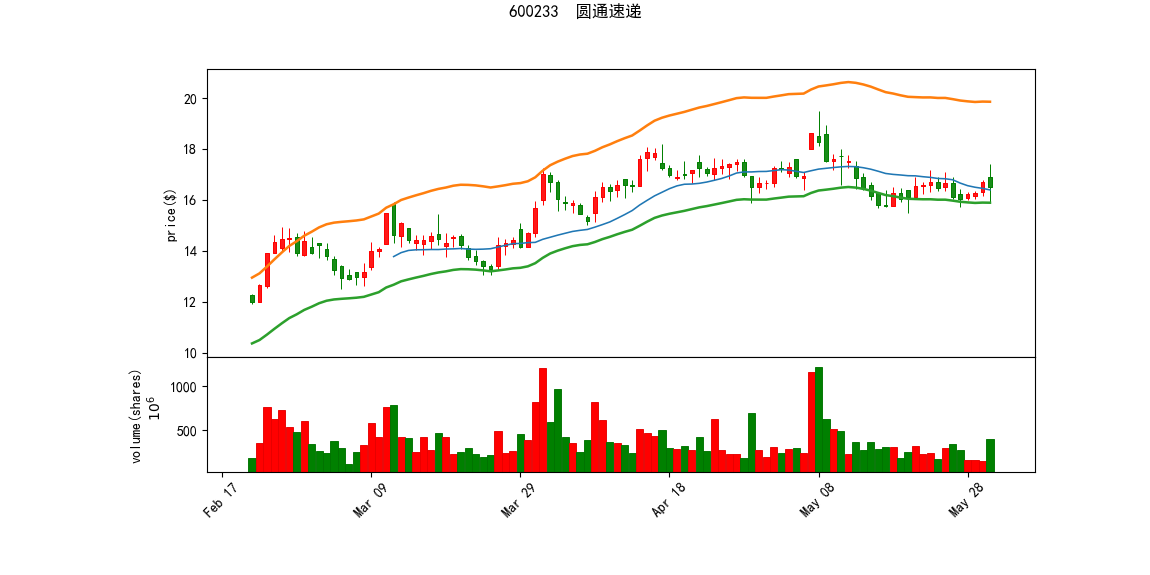 600233 圆通速递
price($)
20
18
16
14
12
10
volume(shares)
10^6
1000
500
Feb 17
Mar 09
Mar 29
Apr 18
May 08
May 28